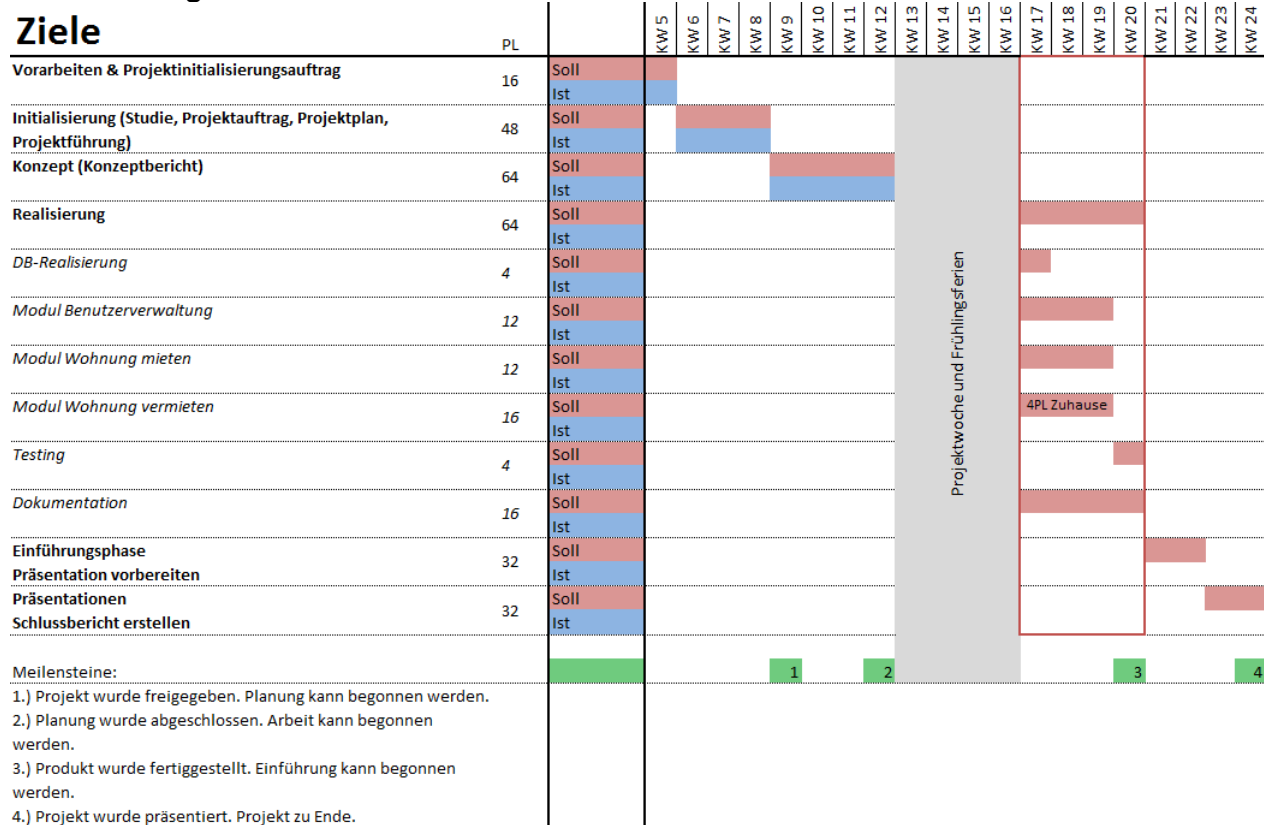 Ziele
PL
KW 5
KW 6
KW 7
KW 8
KW 9
KW 10
KW 11
KW 12
KW 13
KW 14
KW 15
KW 16
KW 17
KW 18
KW 19
KW 20
KW 21
KW 22
KW 23
KW 24
Vorarbeiten & Projektinitialisierungsauftrag
16
Soll
Ist
Initialisierung (Studie, Projektauftrag, Projektplan,
Projektführung)
48
Soll
Ist
Konzept (Konzeptbericht)
64
Soll
Ist
Realisierung
64
Soll
Ist
DB-Realisierung
4
Soll
Ist
Modul Benutzerverwaltung
12
Soll
Ist
Modul Wohnung mieten
12
Soll
Ist
Modul Wohnung vermieten
16
Soll
Ist
4PL Zuhause
Testing
4
Soll
Ist
Dokumentation
16
Soll
Ist
Einführungsphase
Präsentation vorbereiten
32
Soll
Ist
Präsentationen
Schlussbericht erstellen
32
Soll
Ist
Projektwoche und Frühlingsferien
Meilensteine:
1
2
3
4
1.) Projekt wurde freigegeben. Planung kann begonnen werden.
2.) Planung wurde abgeschlossen. Arbeit kann begonnen
werden.
3.) Produkt wurde fertiggestellt. Einführung kann begonnen
werden.
4.) Projekt wurde präsentiert. Projekt zu Ende.